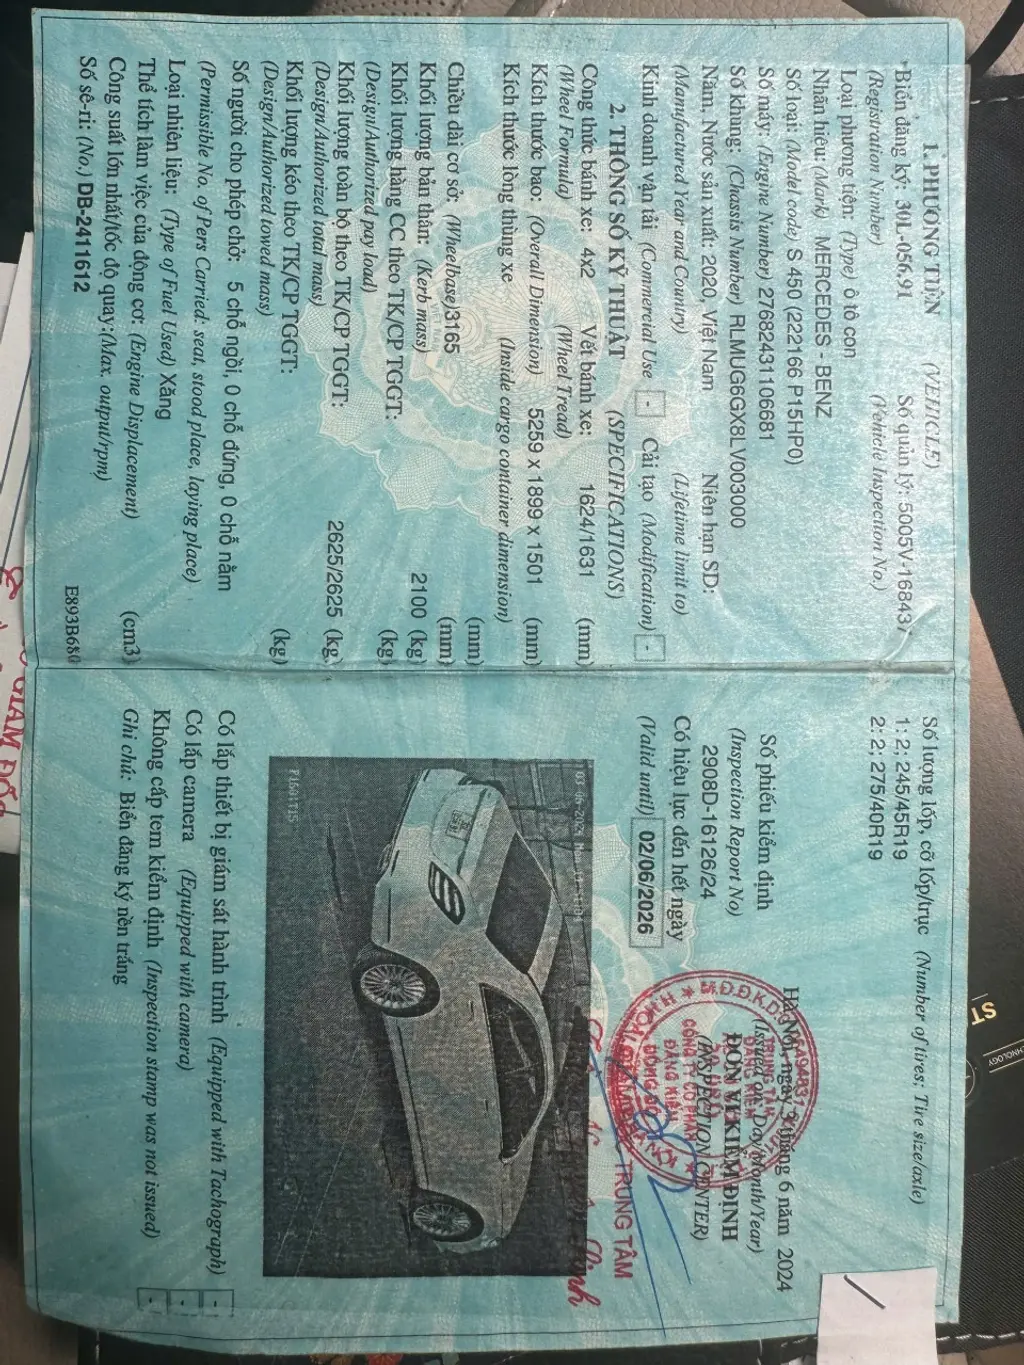 1. PHƯƠNG TIỆN (VEHICLE5)
Biển đăng ký: 30L-056.91 Số quản lý: 5005V-168437
(Registration Number) (Vehicle Inspection No.)
Loại phương tiện: (Type) ô tô con
Nhãn hiệu: (Mark) MERCEDES - BENZ
Số loại: (Model code) S 450 (222166 P15HP0)
Số máy: (Engine Number) 27682431106681
Số khung: (Chassis Number) RLMUG6GX8LV003000
Năm, Nước sản xuất: 2020, Việt Nam Niên hạn SD:
(Manufactured Year and Country) (Lifetime limit to)
Kinh doanh vận tải (Commercial Use - Cải tạo (Modification) -
2. THÔNG SỐ KỸ THUẬT (SPECIFICATIONS)
Công thức bánh xe: 4x2 Vết bánh xe: 1624/1631 (mm)
(Wheel Formula) (Wheel Tread)
Kích thước bao: (Overall Dimension) 5259 x 1899 x 1501 (mm)
Kích thước lòng thùng xe (Inside cargo container dimension)
(mm)
Chiều dài cơ sở: (Wheelbase)3165 (mm)
Khối lượng bản thân: (Kerb mass) 2100 (kg)
Khối lượng hàng CC theo TK/CP TGGT: (kg)
(Design/Authorized pay load)
Khối lượng toàn bộ theo TK/CP TGGT: 2625/2625 (kg)
(Design/Authorized total mass)
Khối lượng kéo theo TK/CP TGGT: (kg)
(Design/Authorized towed mass)
Số người cho phép chở: 5 chỗ ngồi, 0 chỗ đứng, 0 chỗ nằm
(Permissible No. of Pers Carried: seat, stood place, laying place)
Loại nhiên liệu: (Type of Fuel Used) Xăng
Thể tích làm việc của động cơ: (Engine Displacement) (cm3)
Công suất lớn nhất/tốc độ quay:(Max. output/rpm)
Số sê-ri: (No.) DB-2411612 E893B680
Số lượng lốp, cỡ lốp/trục (Number of tires; Tire size/axle)
1: 2: 245/45R19
2: 2: 275/40R19
Số phiếu kiểm định
(Inspection Report No)
2908D-16126/24
Có hiệu lực đến hết ngày
(Valid until) 02/06/2026
Hà Nội, ngày 3 tháng 6 năm 2024
(Issued on: Day/Month/Year)
ĐƠN VỊ KIỂM ĐỊNH
(INSPECTION CENTER)
TRUNG TÂM
Có lắp thiết bị giám sát hành trình (Equipped with Tachograph) -
Có lắp camera (Equipped with camera) -
Không cấp tem kiểm định (Inspection stamp was not issued) -
Ghi chú: Biển đăng ký nền trắng
GIAM ĐỐC
ST
TECHNOLOGY